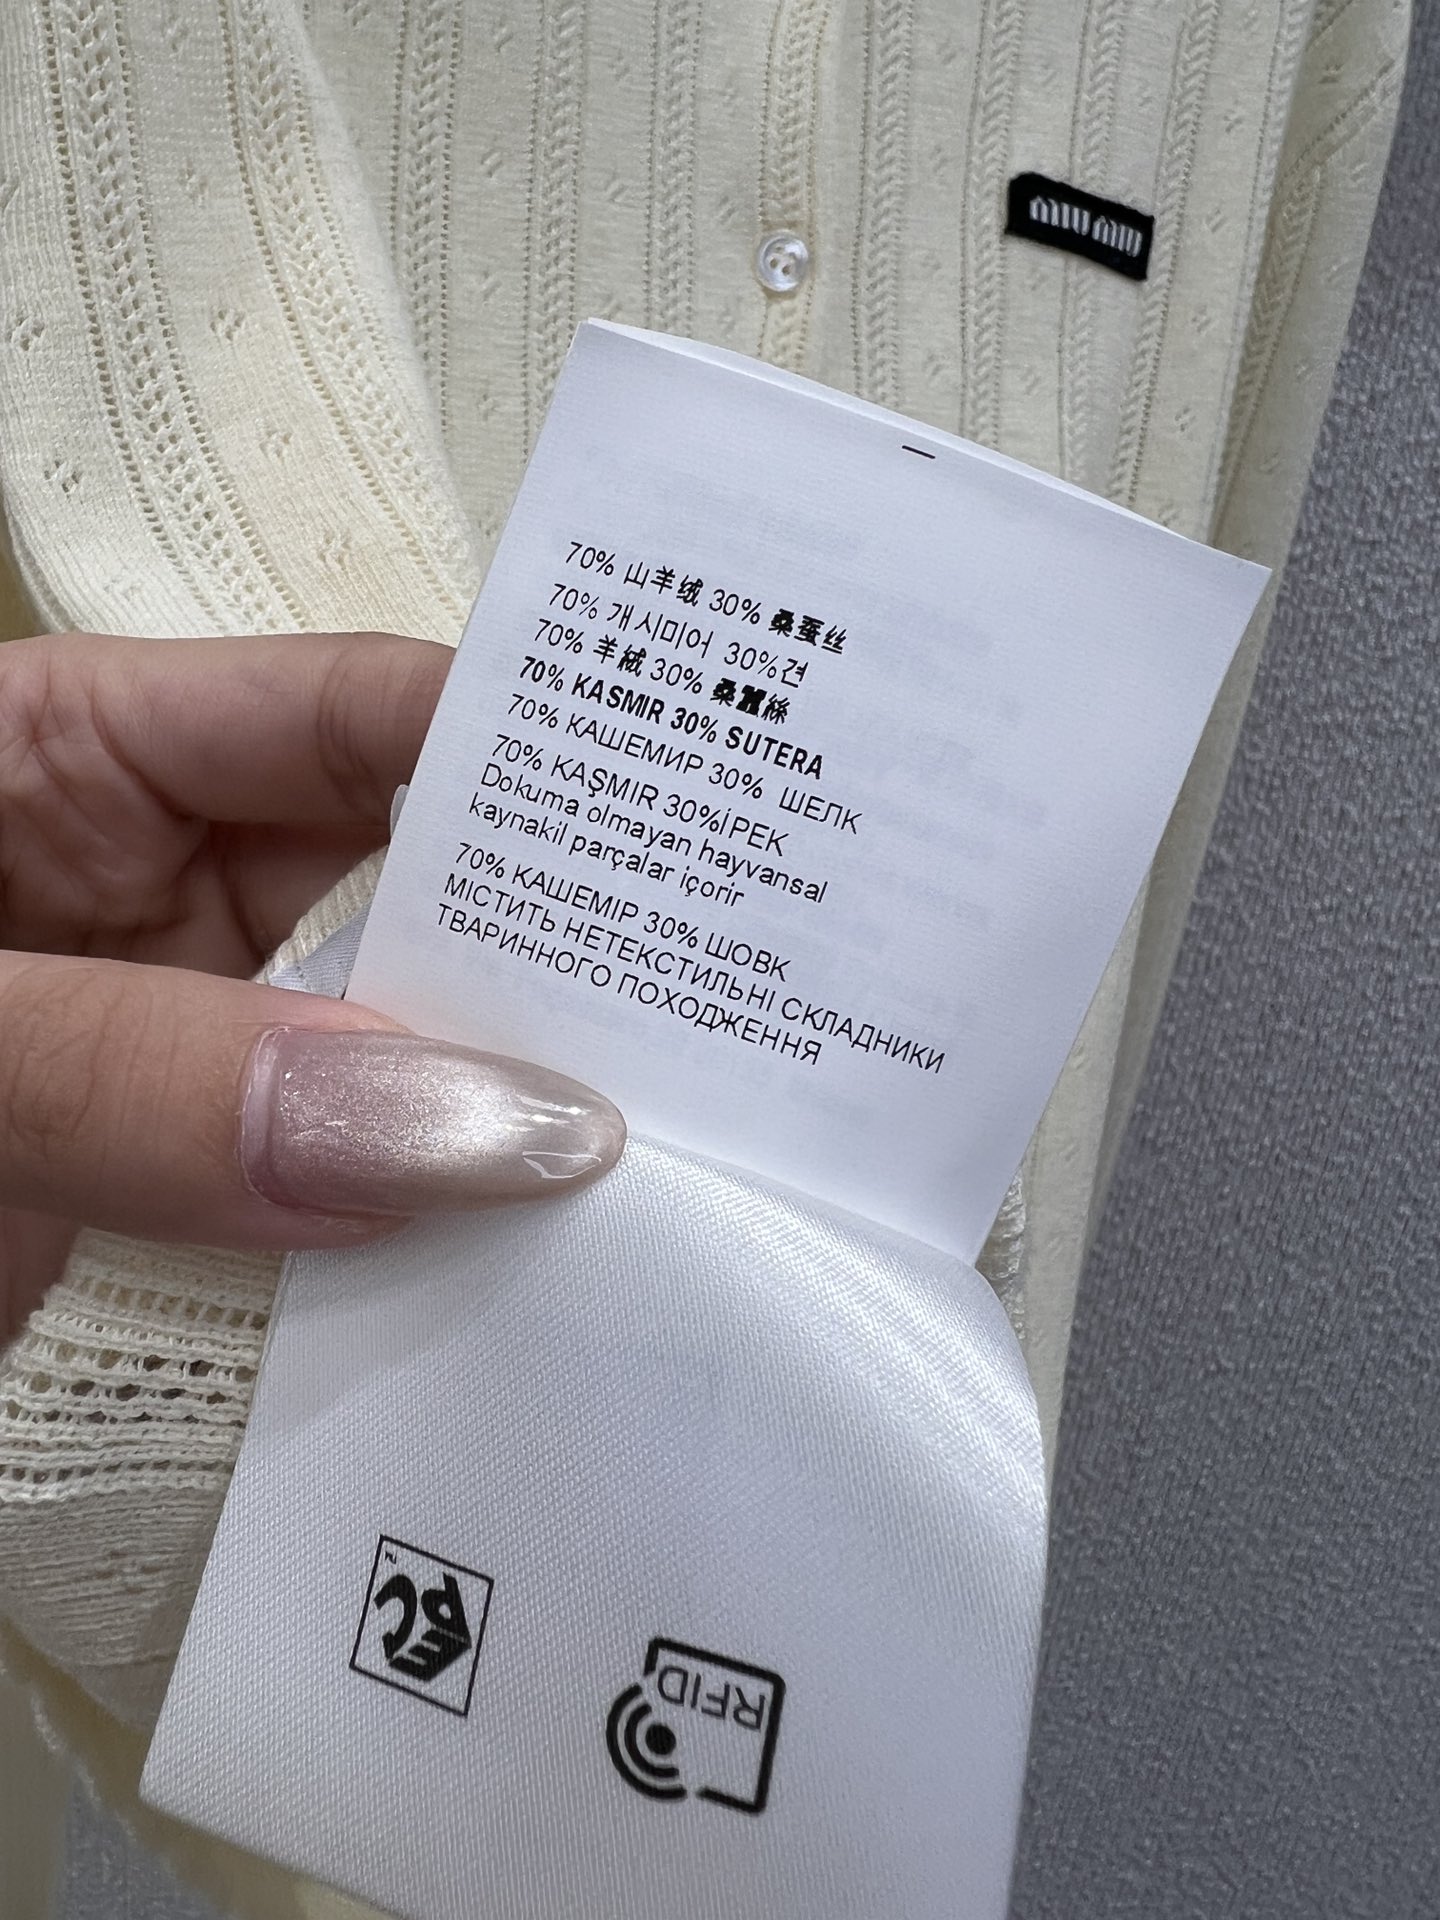 MIU MIU
70% 山羊绒 30% 桑蚕丝
70% 개시미어 30%견
70% 羊絨 30% 桑蠶絲
70% KASMIR 30% SUTERA
70% КАШЕМИР 30% ШЕЛК
70% KAŞMIR 30%İPEK
Dokuma olmayan hayvansal
kaynakil parçalar içorir
70% КАШЕМІР 30% ШОВК
МІСТИТЬ НЕТЕКСТИЛЬНІ СКЛАДНИКИ
ТВАРИННОГО ПОХОДЖЕННЯ
RFID